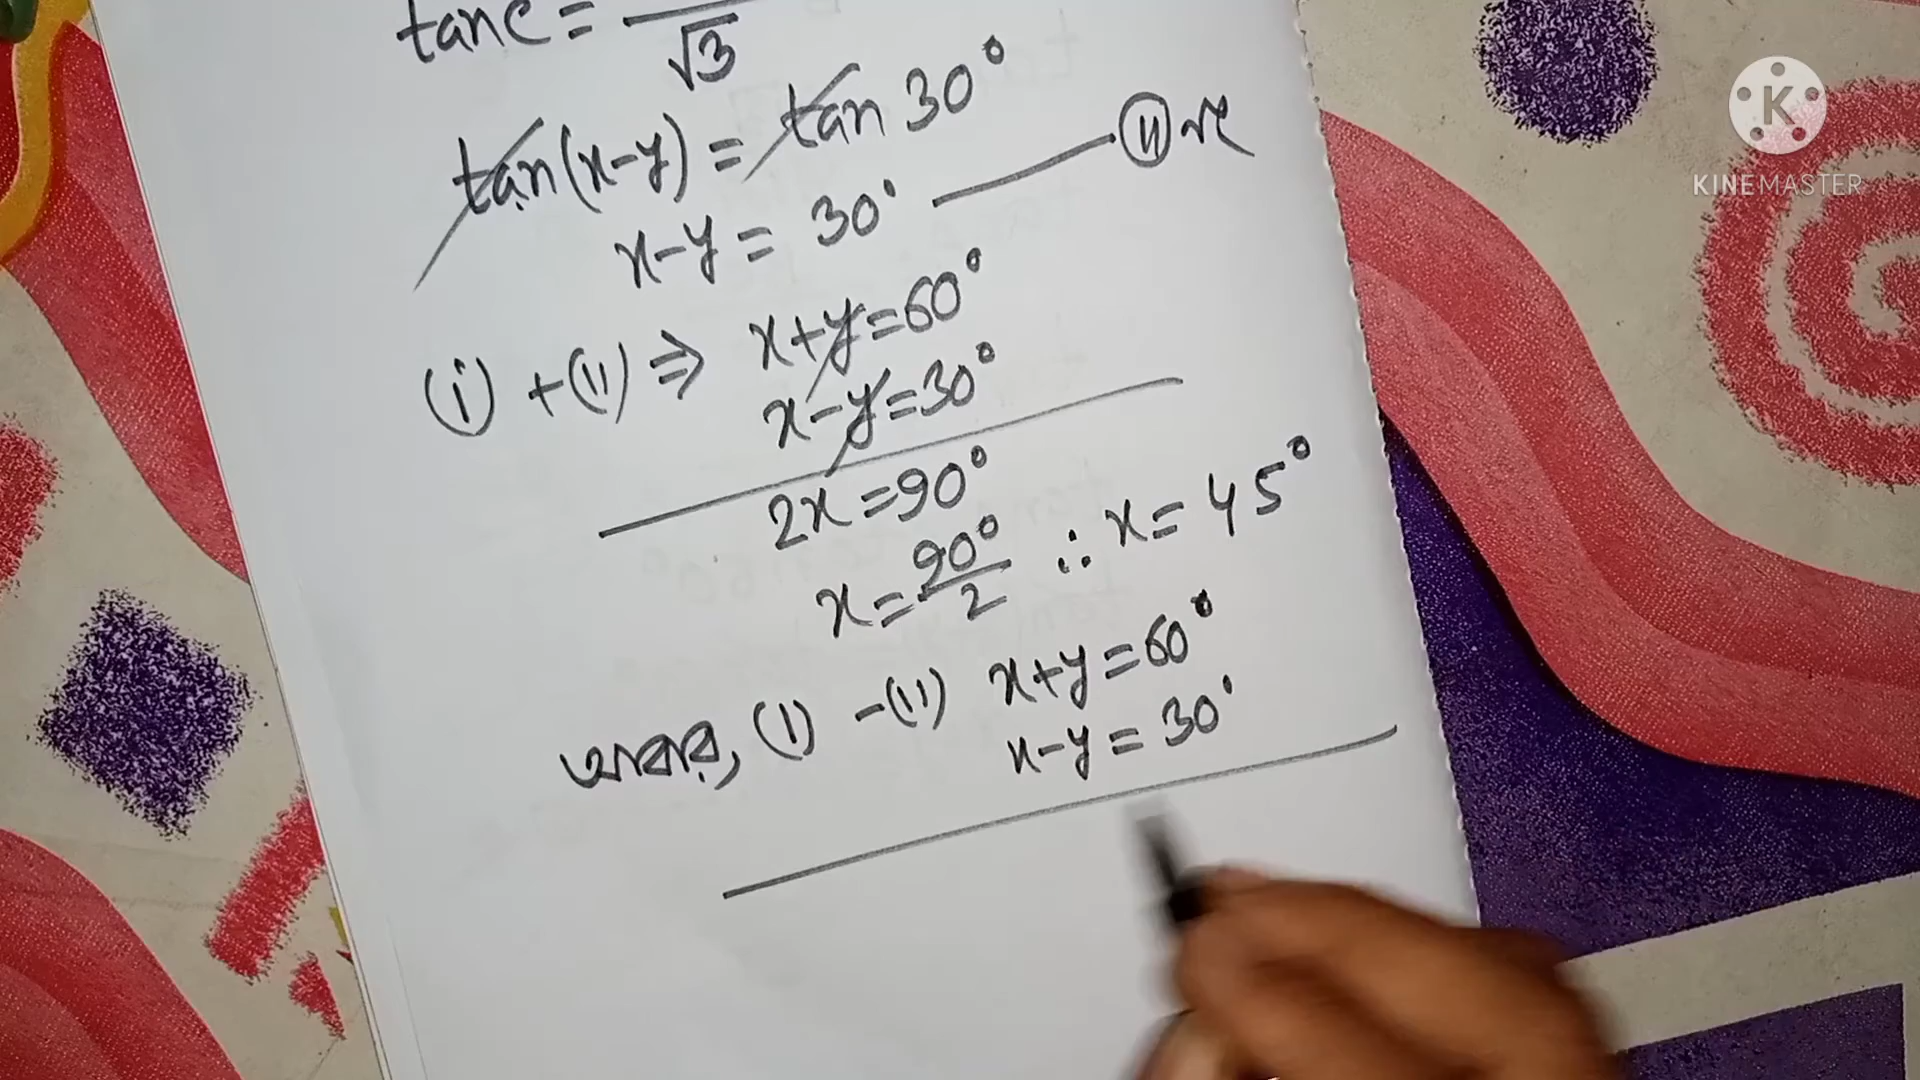 tanC = /√3
tan(x-y) = tan 30°
x-y = 30° — (ii) নং
(i) + (ii) ⇒ x+y=60°
x-y=30°
2x=90°
x=90°/2 ∴ x= 45°
আবার, (i) -(ii) x+y=60°
x-y= 30°
K
KINEMASTER